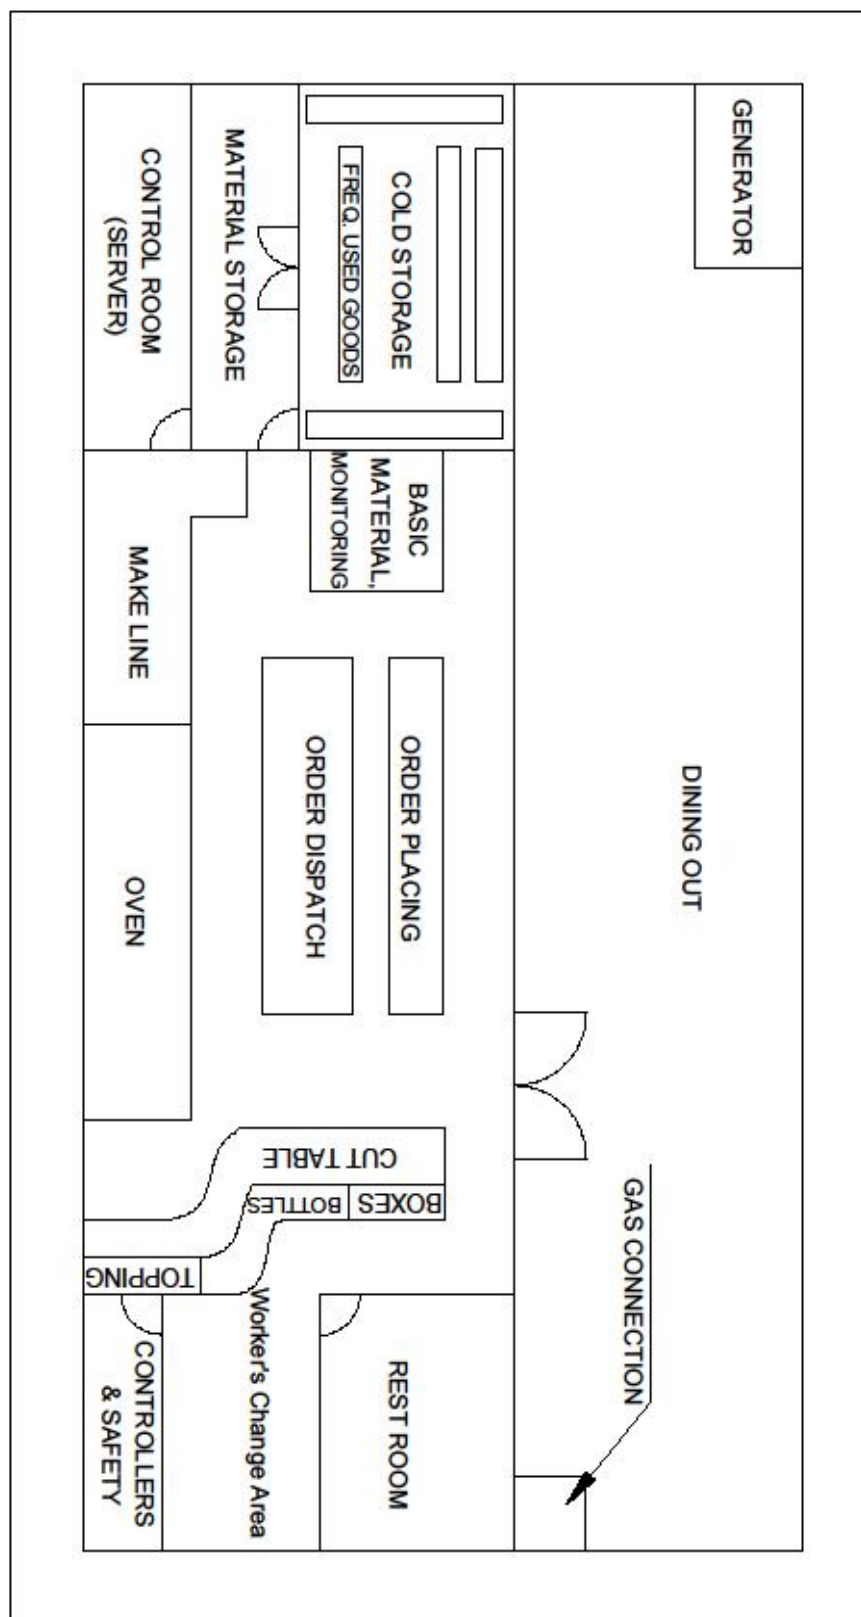 GENERATOR
COLD STORAGE
FREQ. USED GOODS
MATERIAL STORAGE
CONTROL ROOM
(SERVER)
BASIC
MATERIAL,
MONITORING
MAKE LINE
ORDER PLACING
ORDER DISPATCH
OVEN
DINING OUT
CUT TABLE
BOXES
BOTTLES
TOPPING
GAS CONNECTION
REST ROOM
Worker's Change Area
CONTROLLERS
& SAFETY